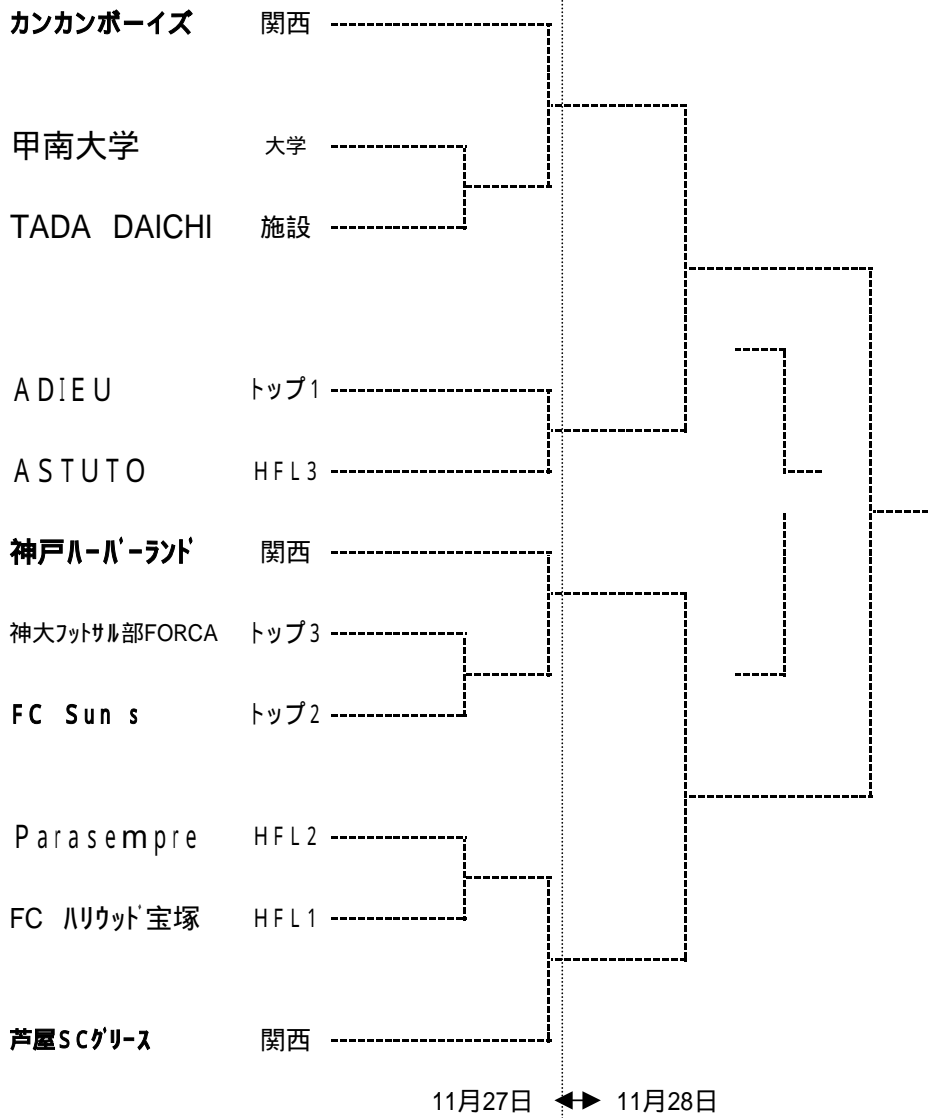 カンカンボーイズ 関西
甲南大学 大学
TADA DAICHI 施設
ADIEU トップ1
ASTUTO HFL3
神戸ﾊｰﾊﾞｰﾗﾝﾄﾞ 関西
神大ﾌｯﾄｻﾙ部FORCA トップ3
FC Sun s トップ2
Parasempre HFL2
FC ﾊﾘｳｯﾄﾞ宝塚 HFL1
芦屋SCｸﾞﾘｰｽ 関西
11月27日 11月28日